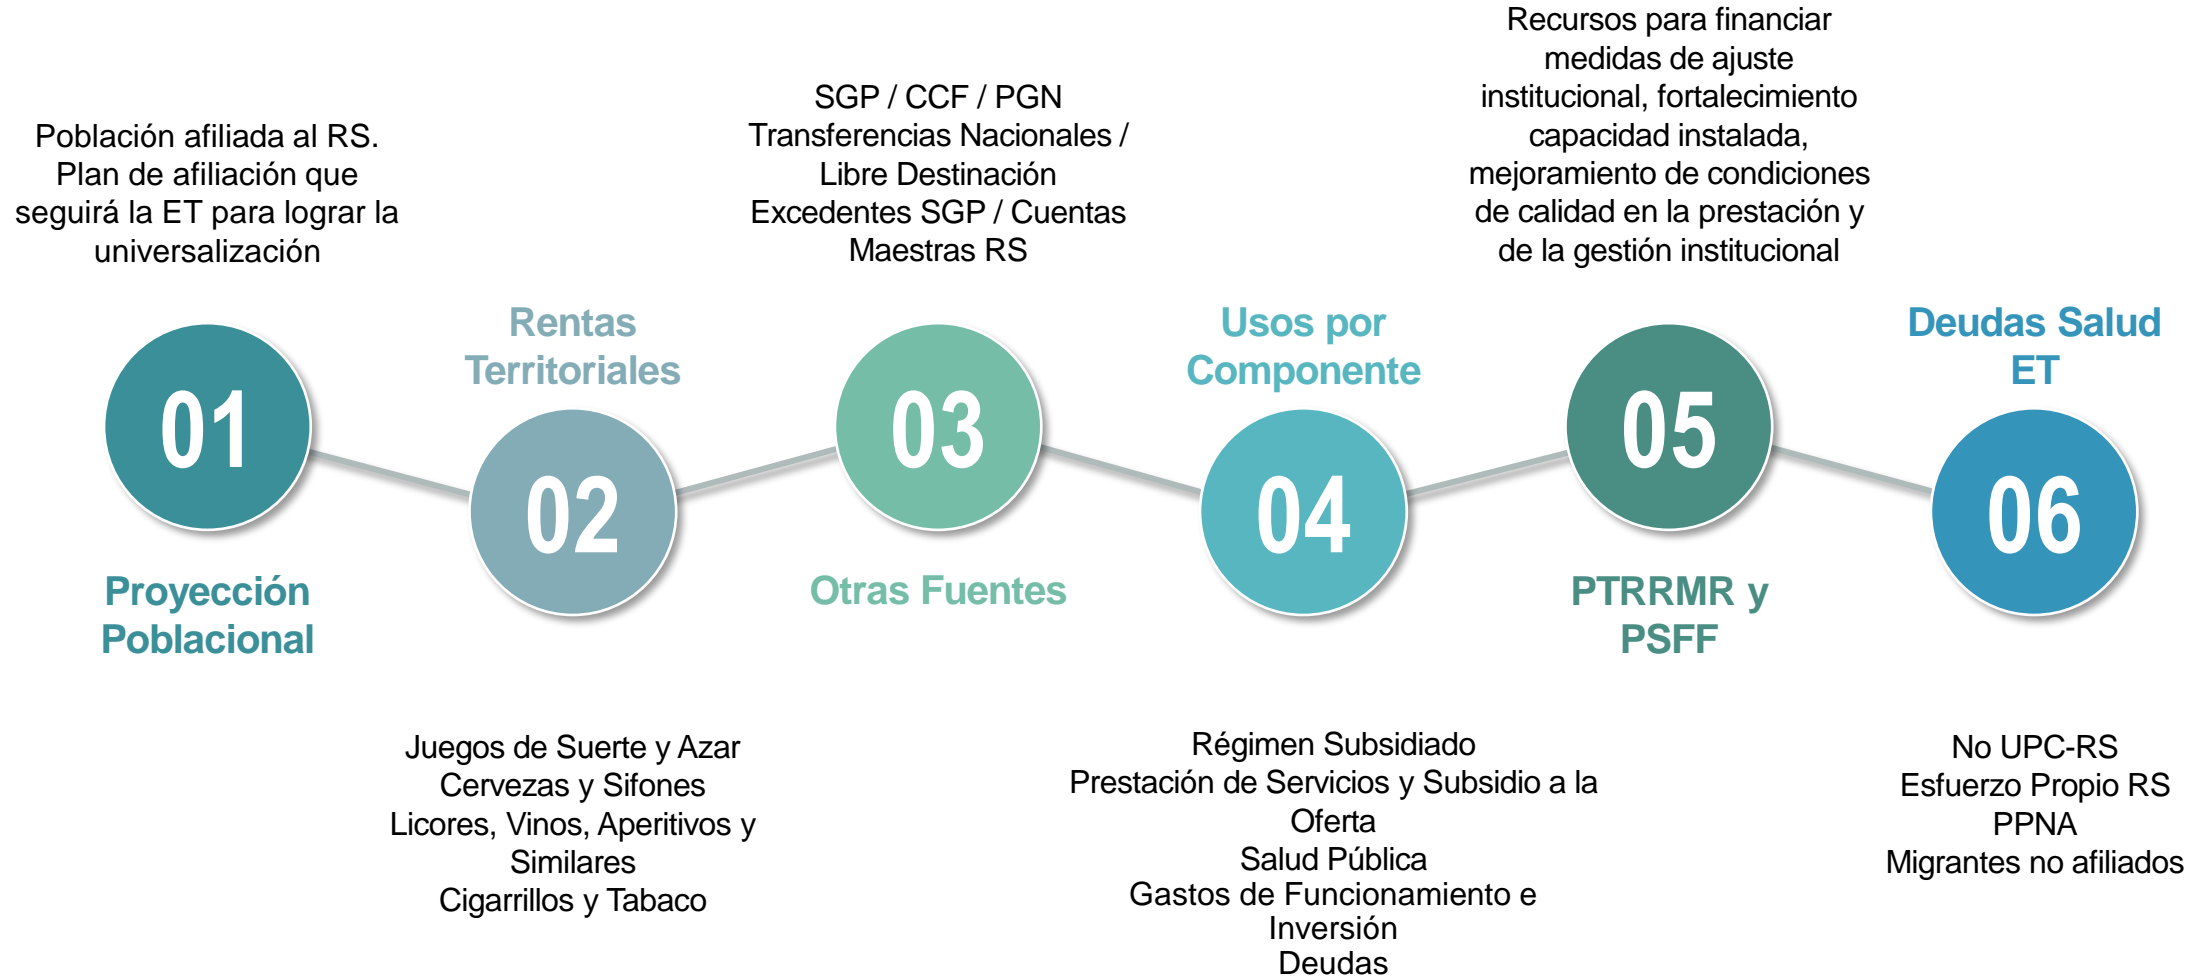 Población afiliada al RS.
Plan de afiliación que
seguirá la ET para lograr la
universalización
01
Proyección
Poblacional
Rentas
Territoriales
02
Juegos de Suerte y Azar
Cervezas y Sifones
Licores, Vinos, Aperitivos y
Similares
Cigarrillos y Tabaco
SGP / CCF / PGN
Transferencias Nacionales /
Libre Destinación
Excedentes SGP / Cuentas
Maestras RS
03
Otras Fuentes
Usos por
Componente
04
Régimen Subsidiado
Prestación de Servicios y Subsidio a la
Oferta
Salud Pública
Gastos de Funcionamiento e
Inversión
Deudas
Recursos para financiar
medidas de ajuste
institucional, fortalecimiento
capacidad instalada,
mejoramiento de condiciones
de calidad en la prestación y
de la gestión institucional
05
PTRRMR y
PSFF
Deudas Salud
ET
06
No UPC-RS
Esfuerzo Propio RS
PPNA
Migrantes no afiliados